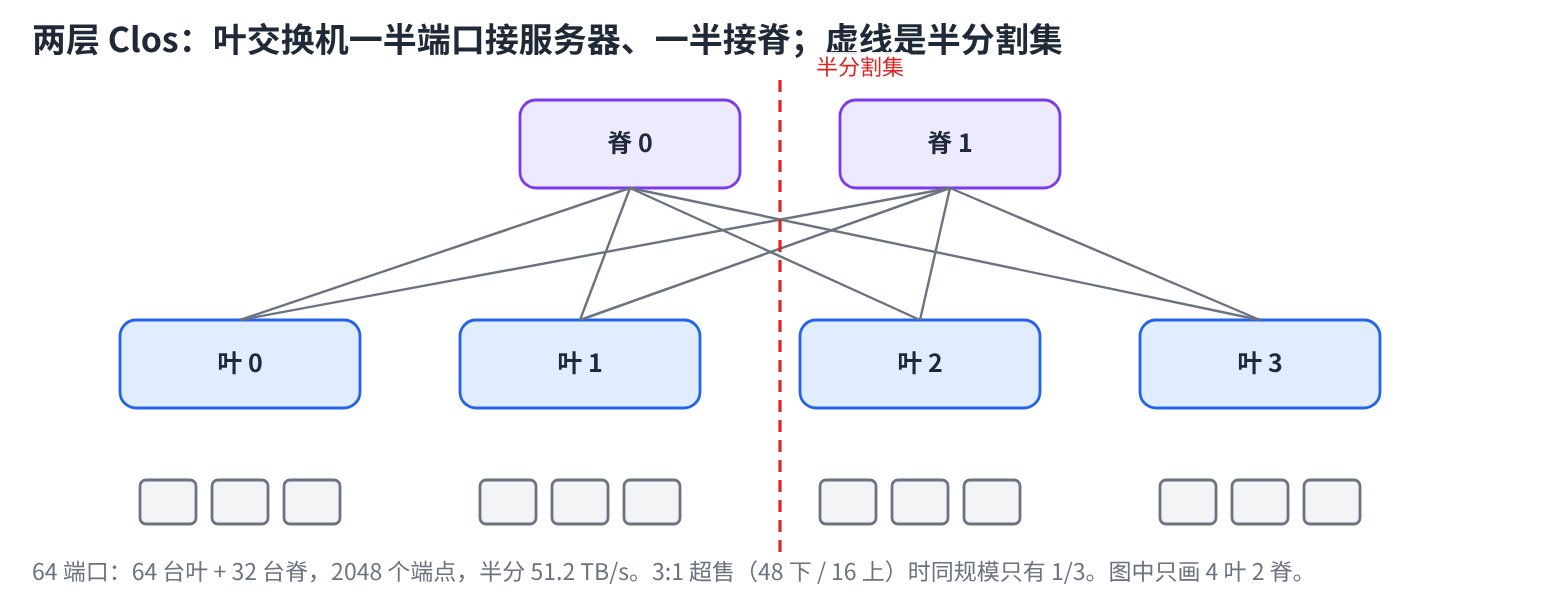 两层 Clos：叶交换机一半端口接服务器、一半接脊；虚线是半分割集
半分割集
脊 0
脊 1
叶 0
叶 1
叶 2
叶 3
64 端口：64 台叶 + 32 台脊，2048 个端点，半分 51.2 TB/s。3:1 超售（48 下 / 16 上）时同规模只有 1/3。图中只画 4 叶 2 脊。